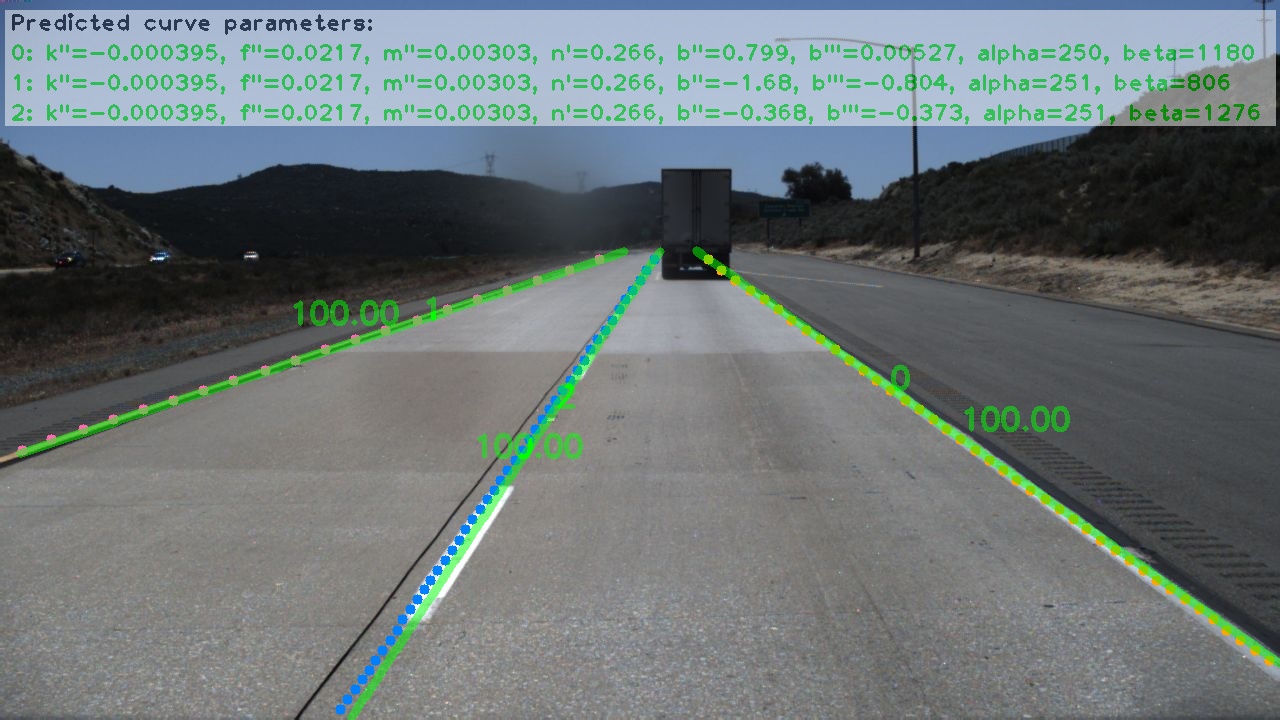 Predicted curve parameters:
0: k''=-0.000395, f''=0.0217, m''=0.00303, n'=0.266, b''=0.799, b'''=0.00527, alpha=250, beta=1180
1: k''=-0.000395, f''=0.0217, m''=0.00303, n'=0.266, b''=-1.68, b'''=-0.804, alpha=251, beta=806
2: k''=-0.000395, f''=0.0217, m''=0.00303, n'=0.266, b''=-0.368, b'''=-0.373, alpha=251, beta=1276
100.00 1
0
2
100.00
100.00